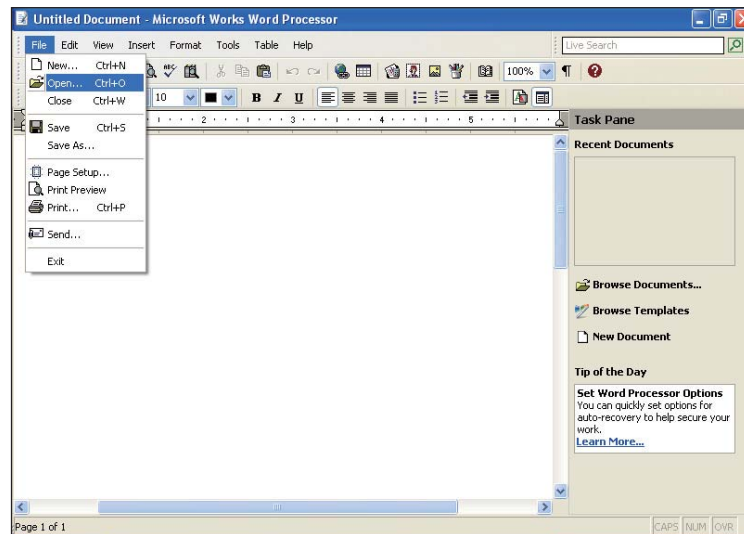 Untitled Document - Microsoft Works Word Processor
File Edit View Insert Format Tools Table Help
Live Search
New... Ctrl+N
Open... Ctrl+O
Close Ctrl+W
Save Ctrl+S
Save As...
Page Setup...
Print Preview
Print... Ctrl+P
Send...
Exit
100%
10 B I U
2 3 4 5
Task Pane
Recent Documents
Browse Documents...
Browse Templates
New Document
Tip of the Day
Set Word Processor Options
You can quickly set options for
auto-recovery to help secure your
work.
Learn More...
Page 1 of 1
CAPS NUM OVR